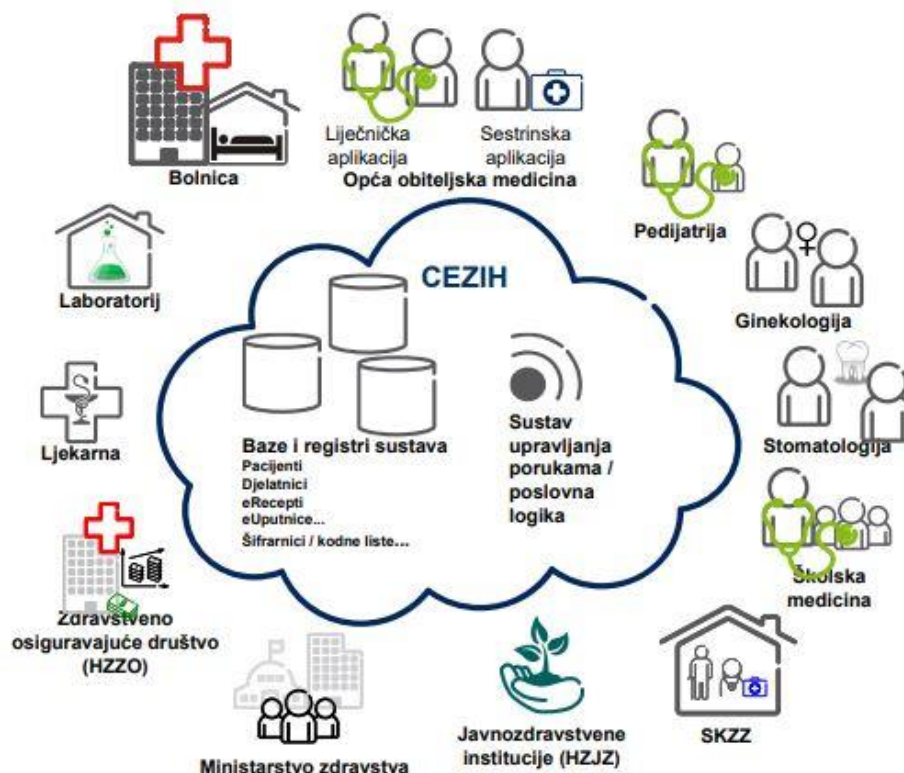 Liječnička
aplikacija
Sestrinska
aplikacija
Bolnica
Opća obiteljska medicina
Pedijatrija
Laboratorij
CEZIH
Ginekologija
Ljekarna
Baze i registri sustava
Pacijenti
Djelatnici
eRecepti
eUputnice...
Šifrarnici / kodne liste...
Sustav
upravljanja
porukama /
poslovna
logika
Stomatologija
Školska
medicina
Zdravstveno
osiguravajuće društvo
(HZZO)
Ministarstvo zdravstva
Javnozdravstvene
institucije (HZJZ)
SKZZ